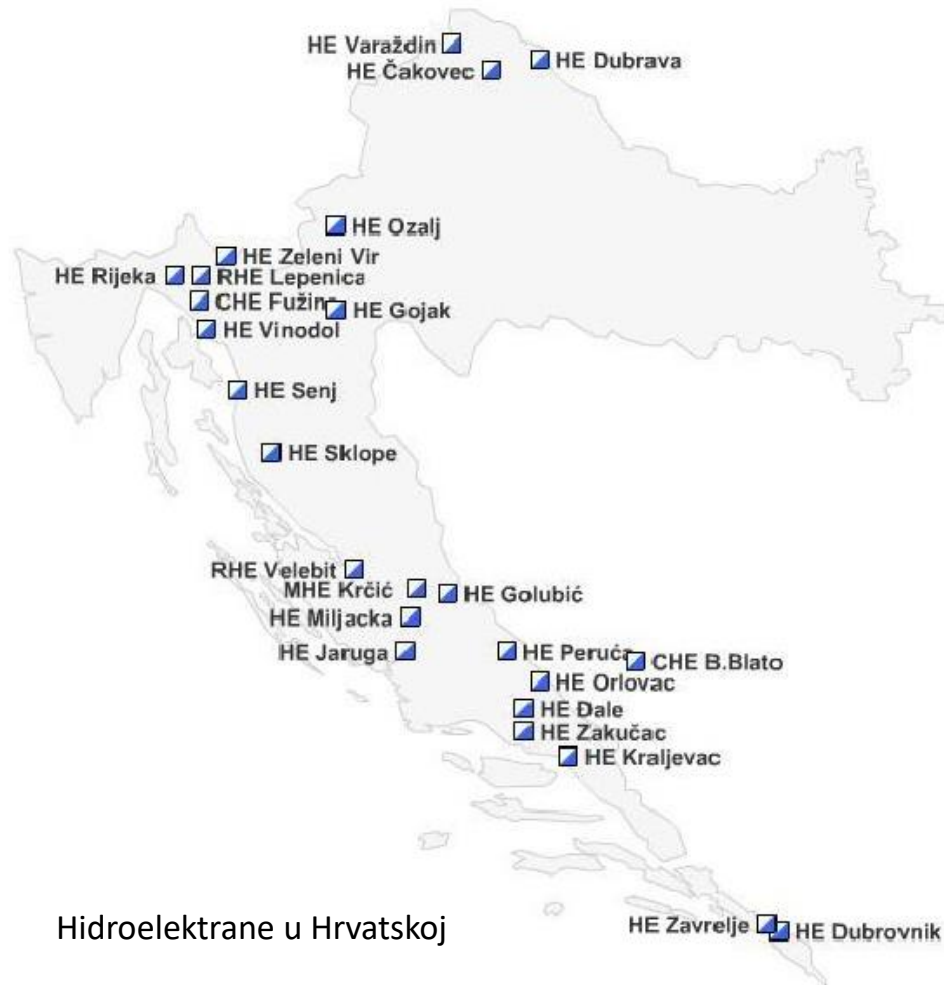 HE Varaždin
HE Dubrava
HE Čakovec
HE Ozalj
HE Zeleni Vir
HE Rijeka
RHE Lepenica
CHE Fužine
HE Gojak
HE Vinodol
HE Senj
HE Sklope
RHE Velebit
MHE Krčić
HE Golubić
HE Miljacka
HE Jaruga
HE Peruća
CHE B.Blato
HE Orlovac
HE Đale
HE Zakučac
HE Kraljevac
HE Zavrelje
HE Dubrovnik
Hidroelektrane u Hrvatskoj